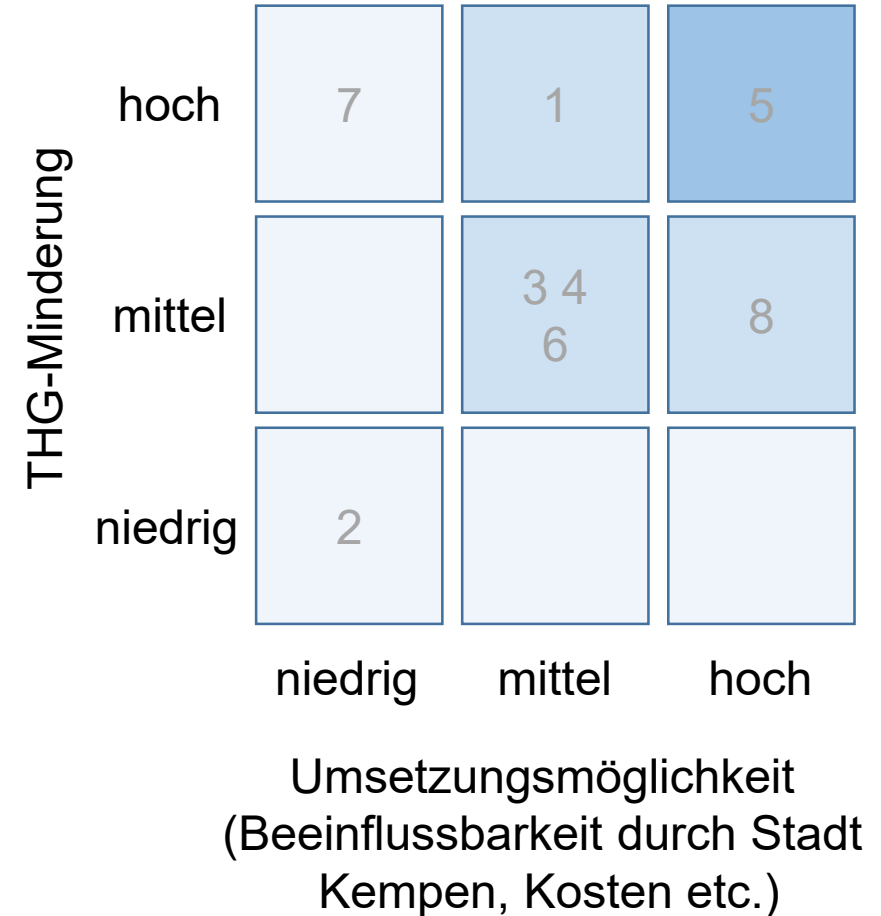 THG-Minderung
hoch
7
1
5
mittel
3 4
6
8
niedrig
2
niedrig
mittel
hoch
Umsetzungsmöglichkeit
(Beeinflussbarkeit durch Stadt
Kempen, Kosten etc.)